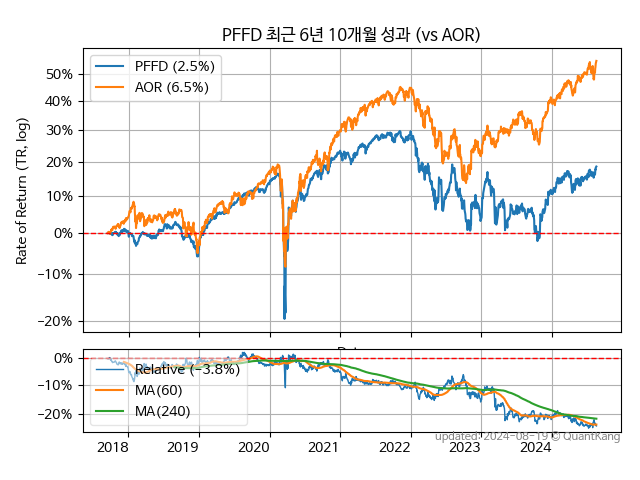 PFFD 최근 6년 10개월 성과 (vs AOR)
Rate of Return (TR, log)
50%
40%
30%
20%
10%
0%
−10%
−20%
PFFD (2.5%)
AOR (6.5%)
0%
−10%
−20%
Relative (−3.8%)
MA(60)
MA(240)
2018 2019 2020 2021 2022 2023 2024
updated: 2024-08-19 © QuantKang